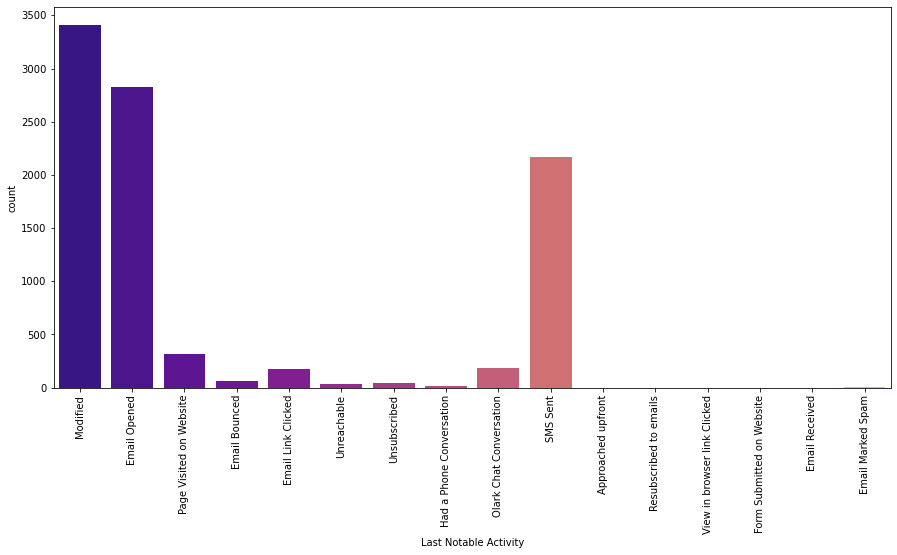 3500
3000
2500
2000
1500
1000
500
0
count
Modified
Email Opened
Page Visited on Website
Email Bounced
Email Link Clicked
Unreachable
Unsubscribed
Had a Phone Conversation
Olark Chat Conversation
SMS Sent
Approached upfront
Resubscribed to emails
View in browser link Clicked
Form Submitted on Website
Email Received
Email Marked Spam
Last Notable Activity